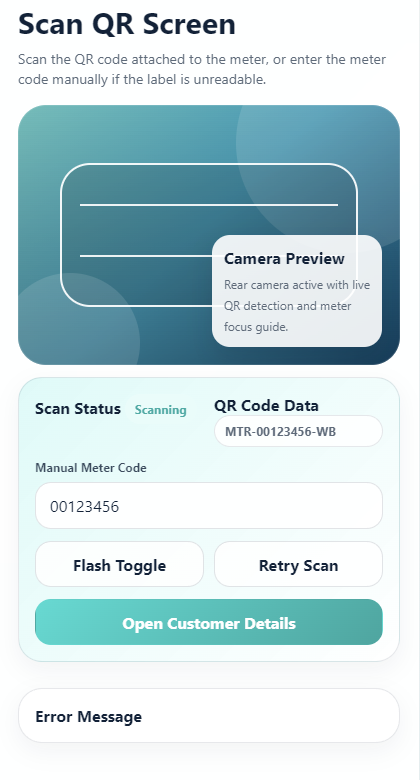 Scan QR Screen
Scan the QR code attached to the meter, or enter the meter
code manually if the label is unreadable.
Camera Preview
Rear camera active with live
QR detection and meter
focus guide.
Scan Status Scanning
QR Code Data
MTR-00123456-WB
Manual Meter Code
00123456
Flash Toggle
Retry Scan
Open Customer Details
Error Message